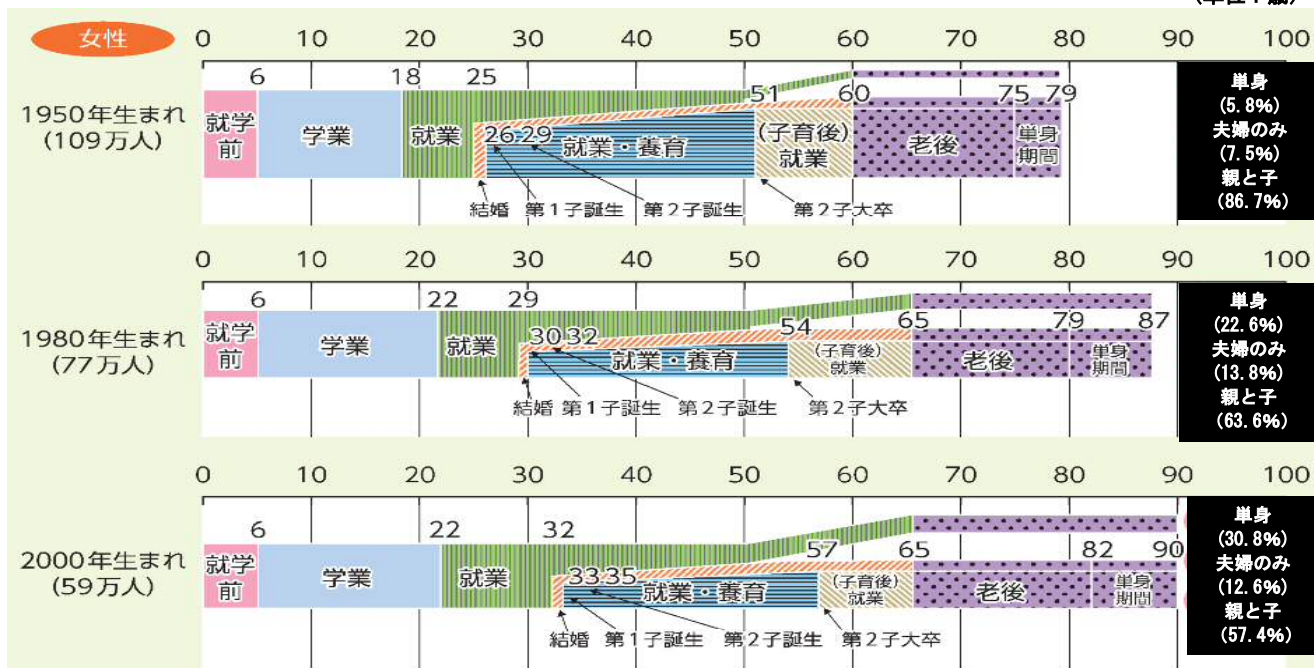 (単位：歳)
女性
0 10 20 30 40 50 60 70 80 90 100
6 18 25 51 60 75 79
1950年生まれ
(109万人)
就学
前
学業
就業
26 29
就業・養育
(子育後)
就業
老後
単身
期間
結婚 第1子誕生 第2子誕生 第2子大卒
単身
(5.8%)
夫婦のみ
(7.5%)
親と子
(86.7%)
0 10 20 30 40 50 60 70 80 90 100
6 22 29 54 65 79 87
1980年生まれ
(77万人)
就学
前
学業
就業
30 32
就業・養育
(子育後)
就業
老後
単身
期間
結婚 第1子誕生 第2子誕生 第2子大卒
単身
(22.6%)
夫婦のみ
(13.8%)
親と子
(63.6%)
0 10 20 30 40 50 60 70 80 90 100
6 22 32 57 65 82 90
2000年生まれ
(59万人)
就学
前
学業
就業
33 35
就業・養育
(子育後)
就業
老後
単身
期間
結婚 第1子誕生 第2子誕生 第2子大卒
単身
(30.8%)
夫婦のみ
(12.6%)
親と子
(57.4%)